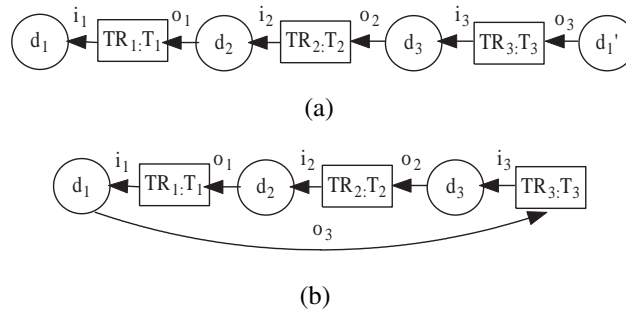 i₁ o₁ i₂ o₂ i₃ o₃
d₁ TR₁:T₁ d₂ TR₂:T₂ d₃ TR₃:T₃ d₁'
(a)
i₁ o₁ i₂ o₂ i₃
d₁ TR₁:T₁ d₂ TR₂:T₂ d₃ TR₃:T₃
o₃
(b)